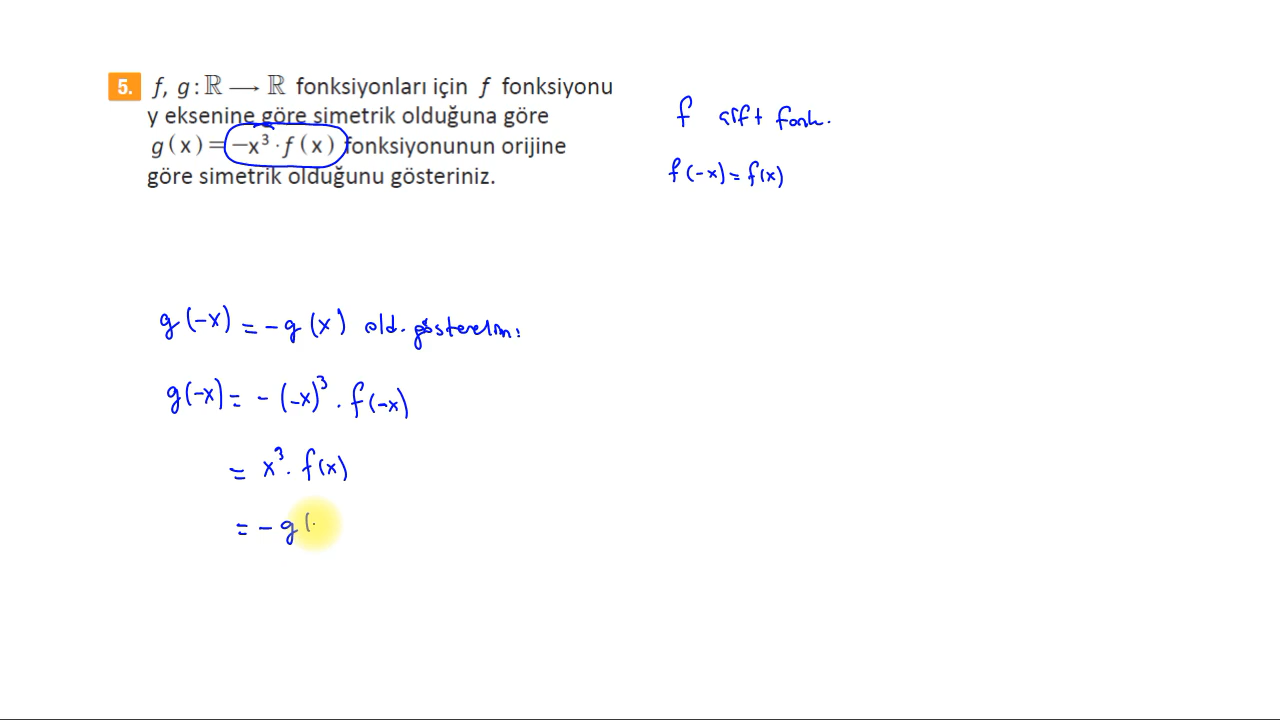 5. f, g : ℝ ⟶ ℝ fonksiyonları için f fonksiyonu
y eksenine göre simetrik olduğuna göre
g(x) = −x³ · f(x) fonksiyonunun orijine
göre simetrik olduğunu gösteriniz.
f çift fonk.
f(-x) = f(x)
g(-x) = -g(x) old. gösterelim:
g(-x) = -(-x)³ . f(-x)
= x³ . f(x)
= - g(